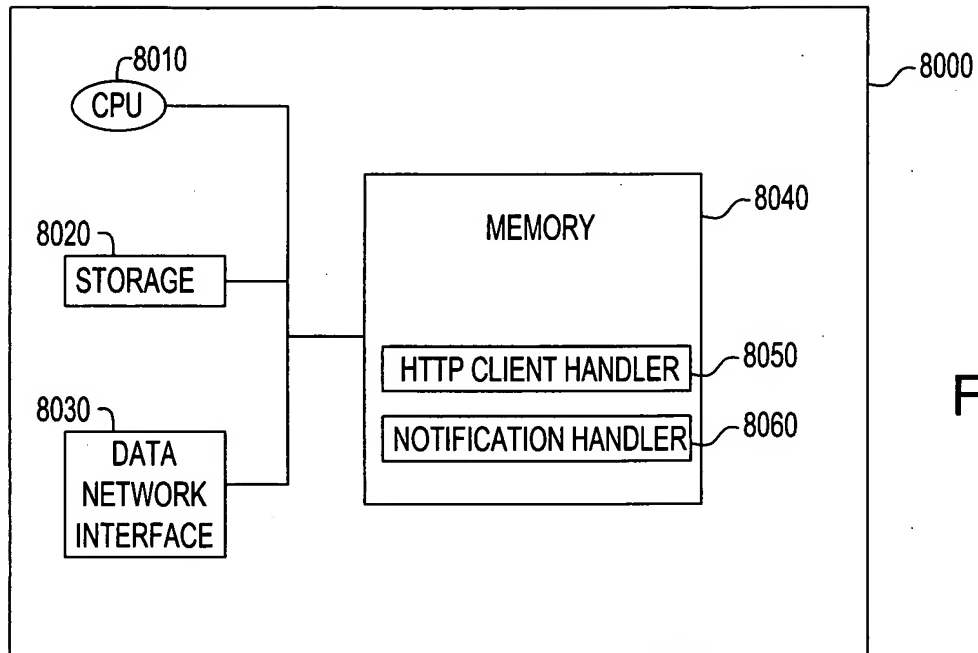 8010
CPU
8000
8040
MEMORY
8020
STORAGE
8050
HTTP CLIENT HANDLER
8030
8060
NOTIFICATION HANDLER
DATA
NETWORK
INTERFACE
F